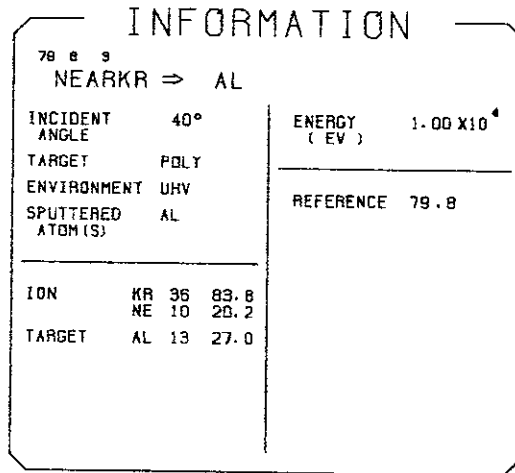 INFORMATION
78 8 9
NEARKR ⇒ AL
INCIDENT ANGLE 40°
TARGET POLY
ENVIRONMENT UHV
SPUTTERED ATOM(S) AL
ION KR 36 83.8
NE 10 20.2
TARGET AL 13 27.0
ENERGY (EV) 1.00 X10⁴
REFERENCE 79.8